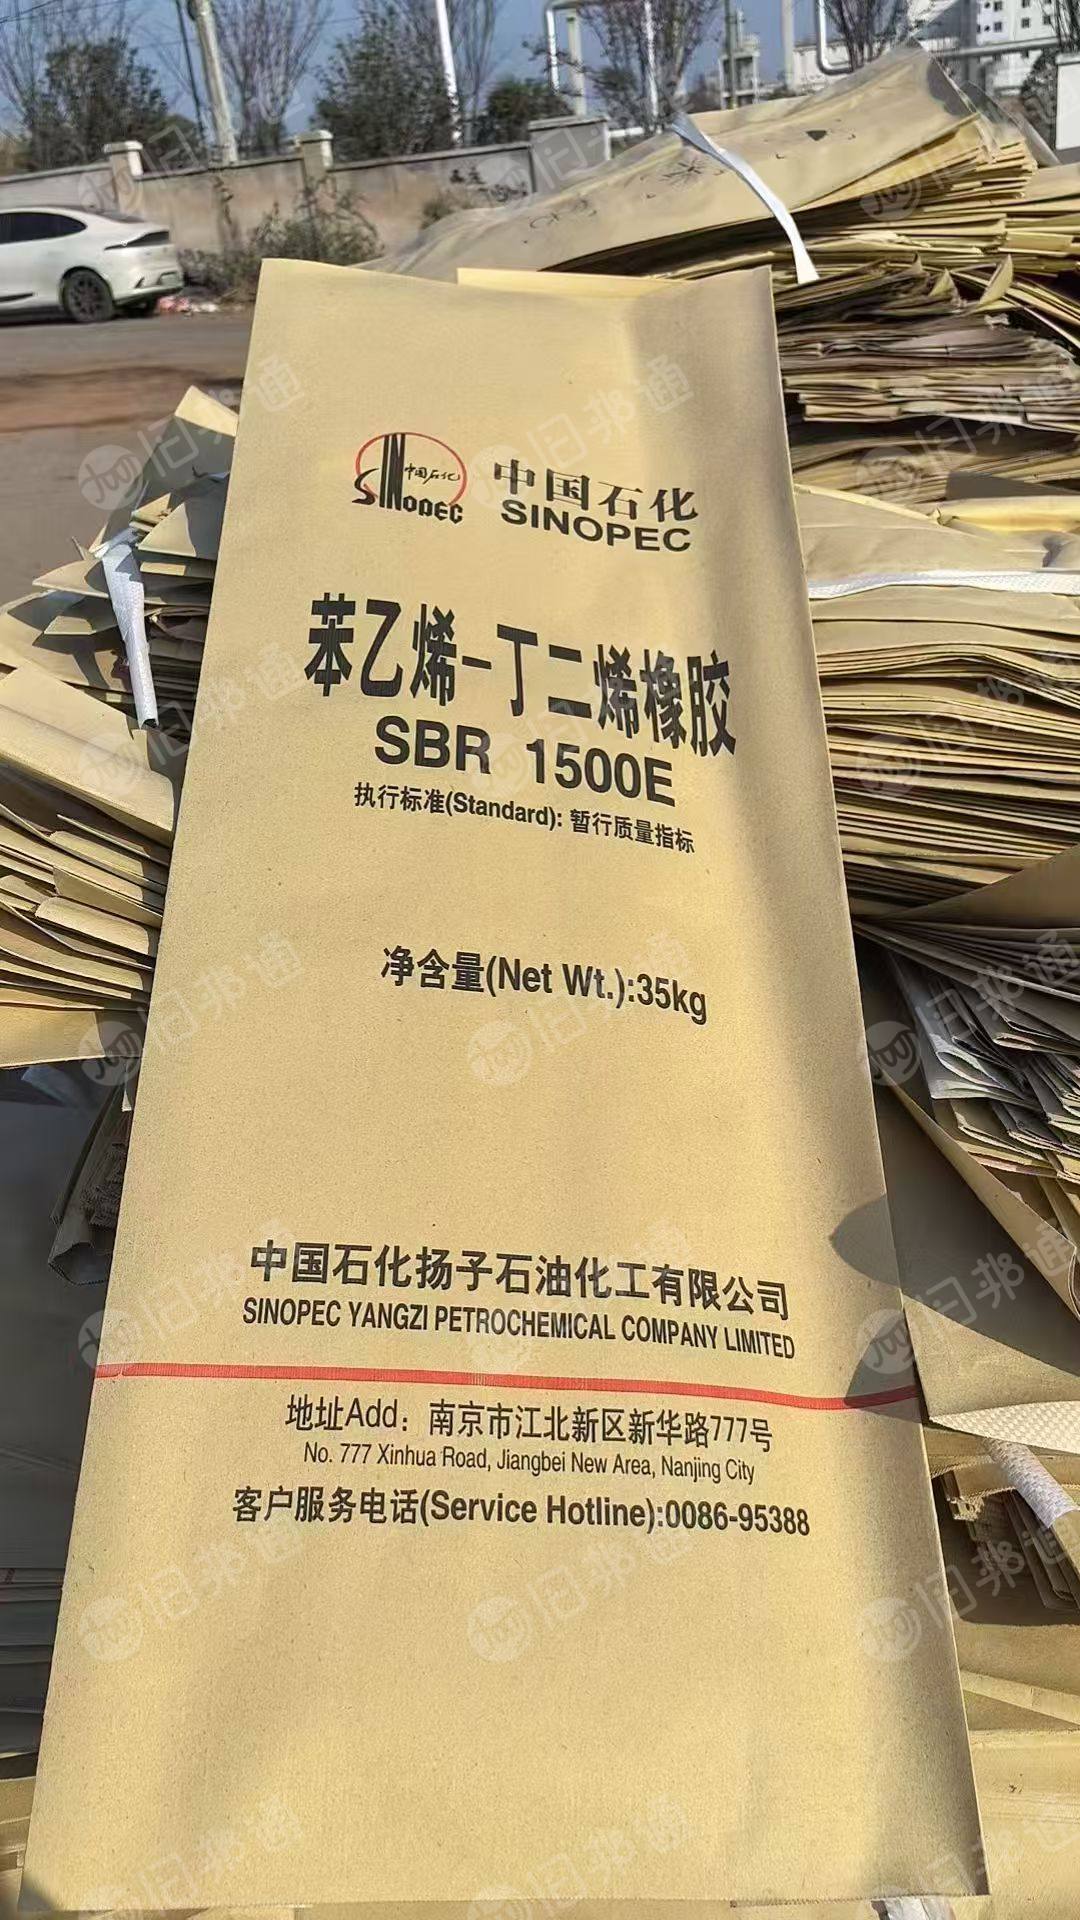 SINOPEC
中国石化
中国石化
SINOPEC
苯乙烯-丁二烯橡胶
SBR 1500E
执行标准(Standard): 暂行质量指标
净含量(Net Wt.):35kg
中国石化扬子石油化工有限公司
SINOPEC YANGZI PETROCHEMICAL COMPANY LIMITED
地址Add：南京市江北新区新华路777号
No. 777 Xinhua Road, Jiangbei New Area, Nanjing City
客户服务电话(Service Hotline):0086-95388
旧邦通